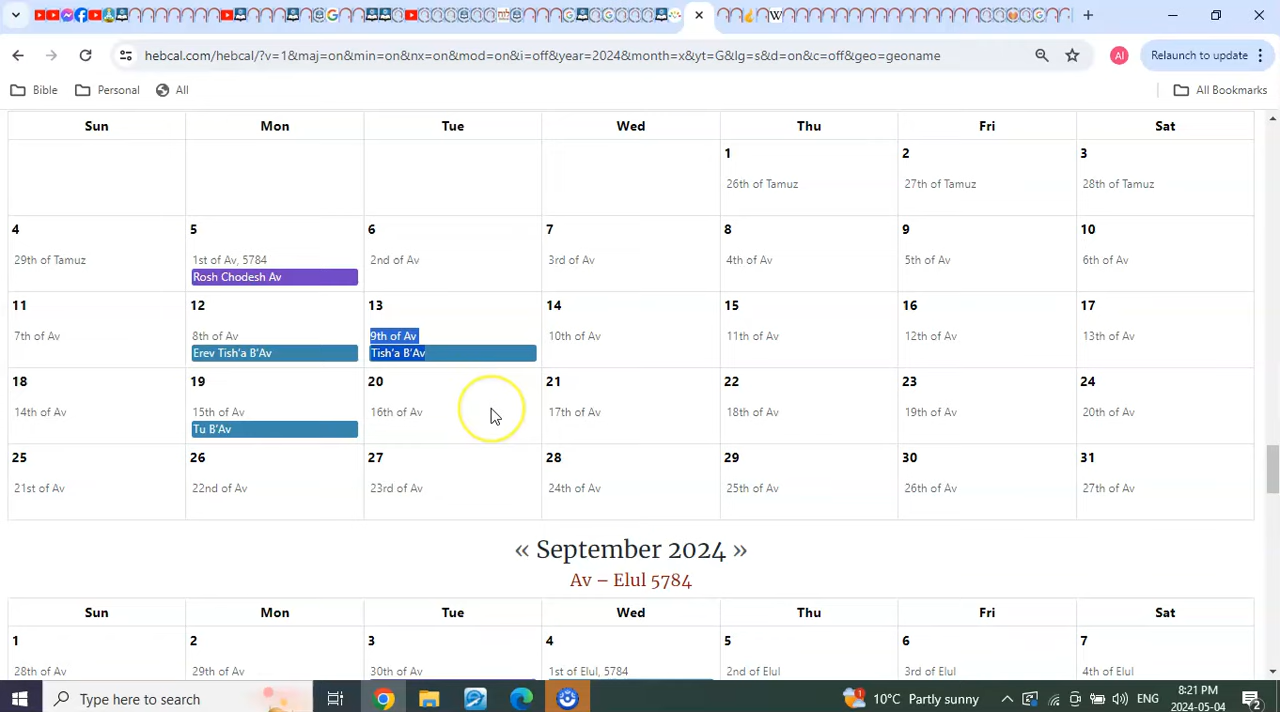 hebcal.com/hebcal/?v=1&maj=on&min=on&nx=on&mod=on&i=off&year=2024&month=x&yt=G&lg=s&d=on&c=off&geo=geoname
AI
Relaunch to update
Bible
Personal
All
All Bookmarks
Sun Mon Tue Wed Thu Fri Sat
1 2 3
26th of Tamuz 27th of Tamuz 28th of Tamuz
4 5 6 7 8 9 10
29th of Tamuz 1st of Av, 5784 2nd of Av 3rd of Av 4th of Av 5th of Av 6th of Av
Rosh Chodesh Av
11 12 13 14 15 16 17
7th of Av 8th of Av 9th of Av 10th of Av 11th of Av 12th of Av 13th of Av
Erev Tish'a B'Av Tish'a B'Av
18 19 20 21 22 23 24
14th of Av 15th of Av 16th of Av 17th of Av 18th of Av 19th of Av 20th of Av
Tu B'Av
25 26 27 28 29 30 31
21st of Av 22nd of Av 23rd of Av 24th of Av 25th of Av 26th of Av 27th of Av
« September 2024 »
Av – Elul 5784
Sun Mon Tue Wed Thu Fri Sat
1 2 3 4 5 6 7
28th of Av 29th of Av 30th of Av 1st of Elul, 5784 2nd of Elul 3rd of Elul 4th of Elul
Type here to search
10°C Partly sunny
ENG
8:21 PM
2024-05-04
2